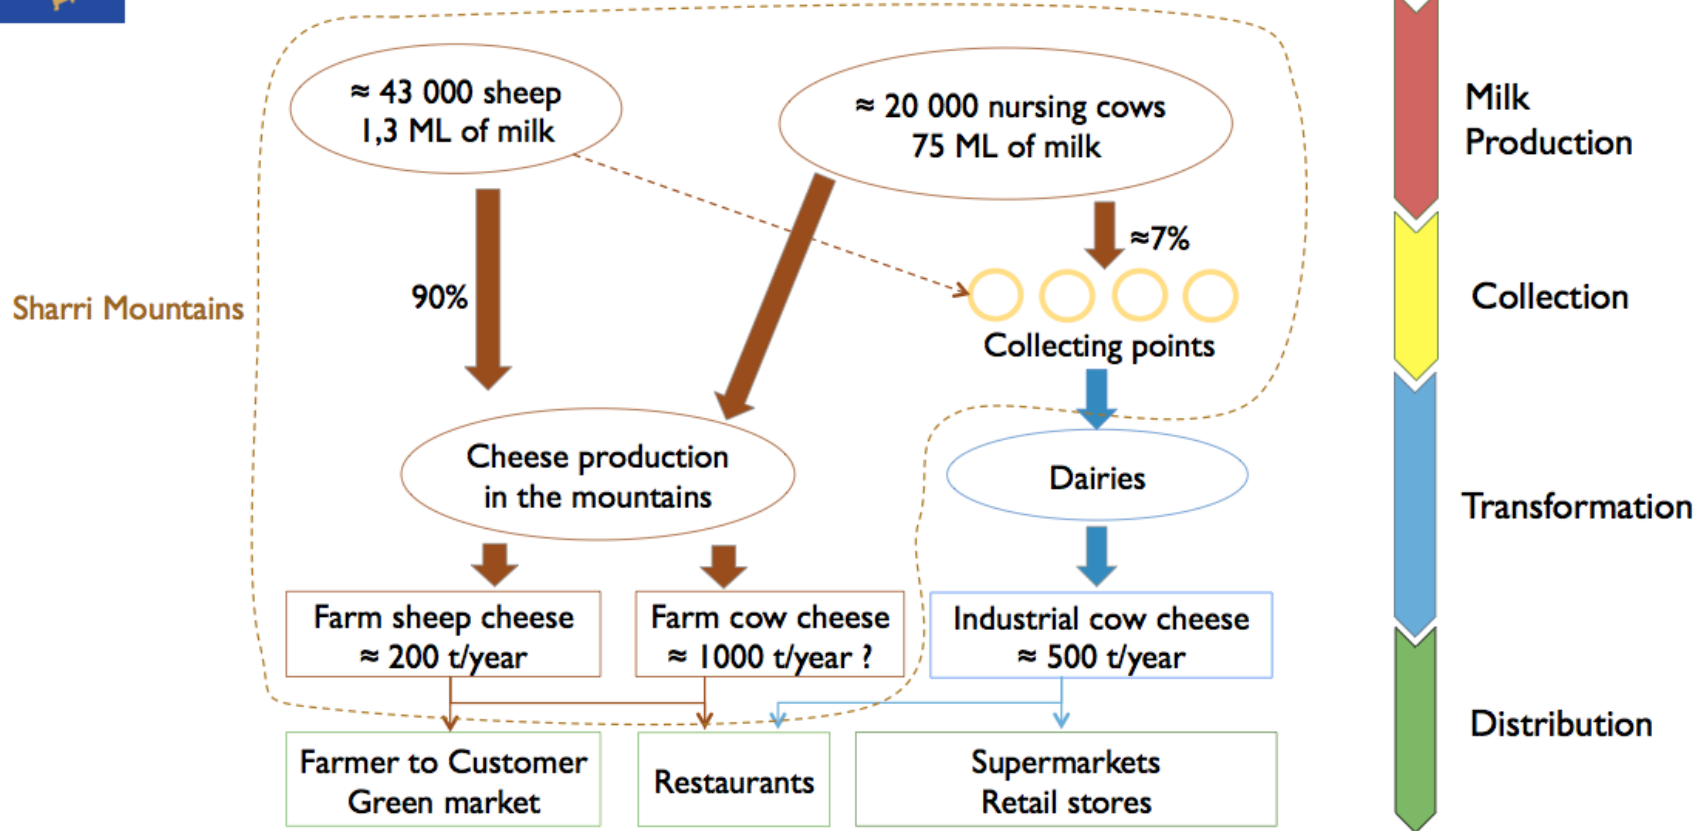 ≈ 43 000 sheep
1,3 ML of milk
≈ 20 000 nursing cows
75 ML of milk
Milk
Production
≈7%
90%
Sharri Mountains
Collection
Collecting points
Cheese production
in the mountains
Dairies
Transformation
Farm sheep cheese
≈ 200 t/year
Farm cow cheese
≈ 1000 t/year ?
Industrial cow cheese
≈ 500 t/year
Distribution
Farmer to Customer
Green market
Restaurants
Supermarkets
Retail stores